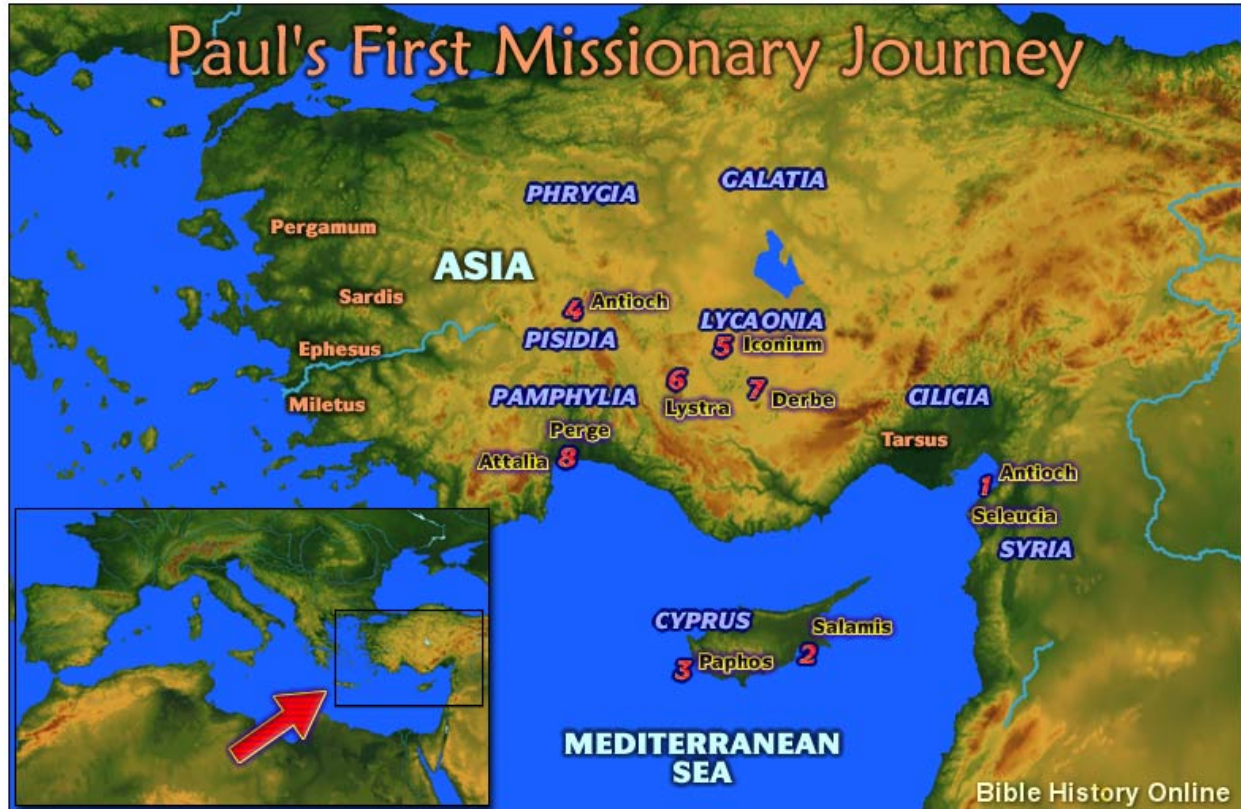 Paul's First Missionary Journey
PHRYGIA
GALATIA
Pergamum
ASIA
Sardis
4 Antioch
LYCAONIA
PISIDIA
5 Iconium
Ephesus
6
Lystra
7
Derbe
Miletus
PAMPHYLIA
CILICIA
Perge
Tarsus
Attalia 8
1 Antioch
Seleucia
SYRIA
CYPRUS
Salamis
2
3 Paphos
MEDITERRANEAN
SEA
Bible History Online